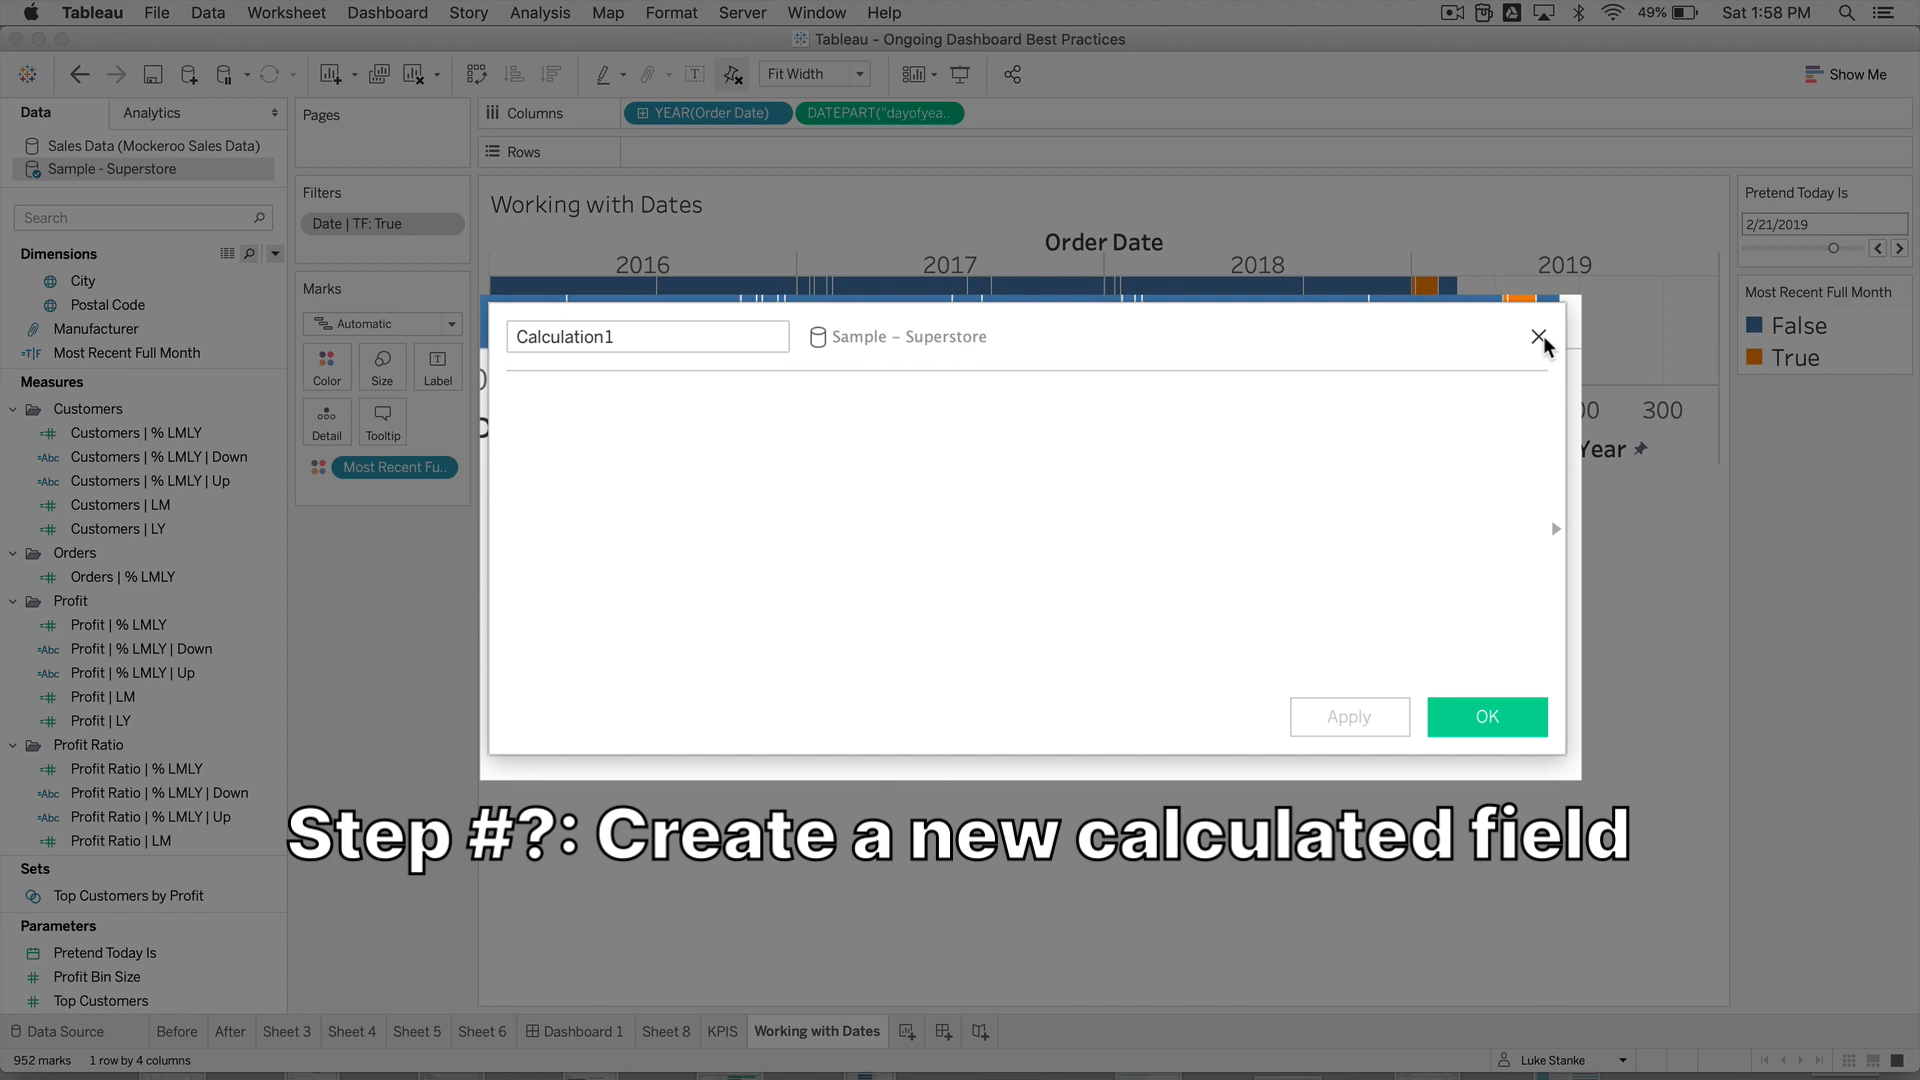 Tableau File Data Worksheet Dashboard Story Analysis Map Format Server Window Help 49% Sat 1:58 PM
Tableau - Ongoing Dashboard Best Practices
Fit Width Show Me
Data Analytics
Pages
Columns YEAR(Order Date) DATEPART("dayofyea..
Sales Data (Mockeroo Sales Data)
Sample - Superstore
Rows
Search
Filters
Date | TF: True
Working with Dates
Pretend Today Is
2/21/2019
Order Date
2016 2017 2018 2019
Dimensions
City
Postal Code
Manufacturer
Most Recent Full Month
Marks
Automatic
Color Size Label
Detail Tooltip
Most Recent Fu..
Most Recent Full Month
False
True
Calculation1 Sample – Superstore
300
Year
Measures
Customers
Customers | % LMLY
Customers | % LMLY | Down
Customers | % LMLY | Up
Customers | LM
Customers | LY
Orders
Orders | % LMLY
Profit
Profit | % LMLY
Profit | % LMLY | Down
Profit | % LMLY | Up
Profit | LM
Profit | LY
Profit Ratio
Profit Ratio | % LMLY
Profit Ratio | % LMLY | Down
Profit Ratio | % LMLY | Up
Profit Ratio | LM
Apply OK
Step #?: Create a new calculated field
Sets
Top Customers by Profit
Parameters
Pretend Today Is
Profit Bin Size
Top Customers
Data Source Before After Sheet 3 Sheet 4 Sheet 5 Sheet 6 Dashboard 1 Sheet 8 KPIS Working with Dates
952 marks 1 row by 4 columns Luke Stanke